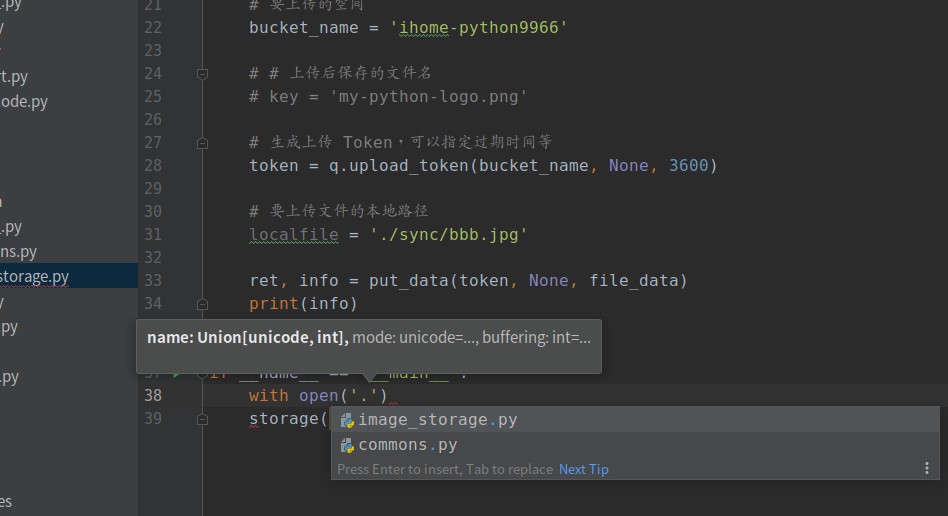 .py
21 # 要上传的空间
22 bucket_name = 'ihome-python9966'
23
rt.py
24 # # 上传后保存的文件名
ode.py
25 # key = 'my-python-logo.png'
26
27 # 生成上传 Token，可以指定过期时间等
28 token = q.upload_token(bucket_name, None, 3600)
29
30 # 要上传文件的本地路径
.py
31 localfile = './sync/bbb.jpg'
ns.py
32
storage.py
33 ret, info = put_data(token, None, file_data)
34 print(info)
.py
name: Union[unicode, int], mode: unicode=..., buffering: int=...
.py
37 if __name__ == '__main__':
38 with open('.')
39 storage(
image_storage.py
commons.py
Press Enter to insert, Tab to replace Next Tip
es